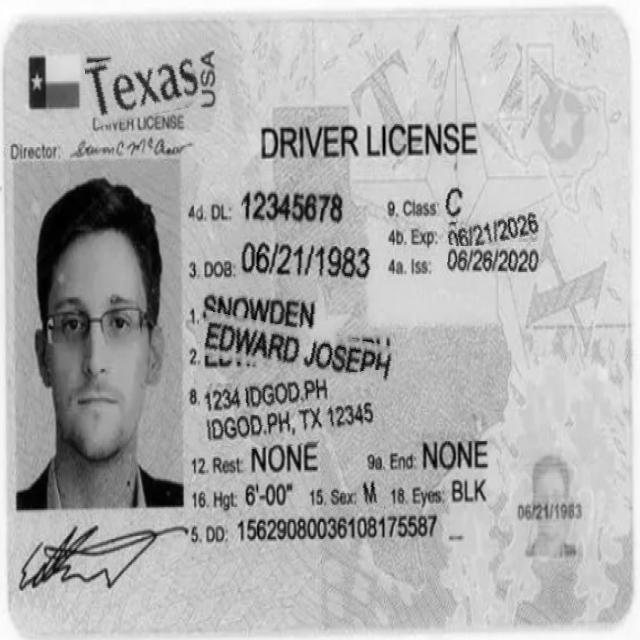 Texas USA
DRIVER LICENSE
Director:
DRIVER LICENSE
4d. DL: 12345678
9. Class: C
4b. Exp: 06/21/2026
3. DOB: 06/21/1983
4a. Iss: 06/26/2020
1. SNOWDEN
2. EDWARD JOSEPH
8. 1234 IDGOD.PH
IDGOD.PH, TX 12345
12. Rest: NONE
9a. End: NONE
16. Hgt: 6'-00"
15. Sex: M
18. Eyes: BLK
06/21/1983
5. DD: 15629080036108175587